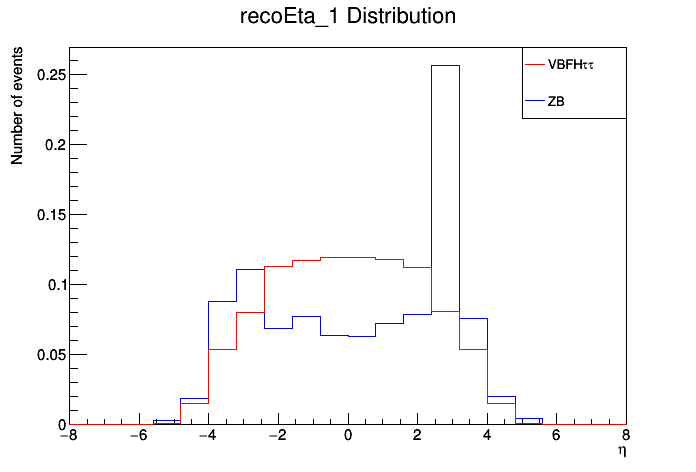 recoEta_1 Distribution
Number of events
0.25
0.2
0.15
0.1
0.05
0
−8 −6 −4 −2 0 2 4 6 8
η
VBFHττ
ZB